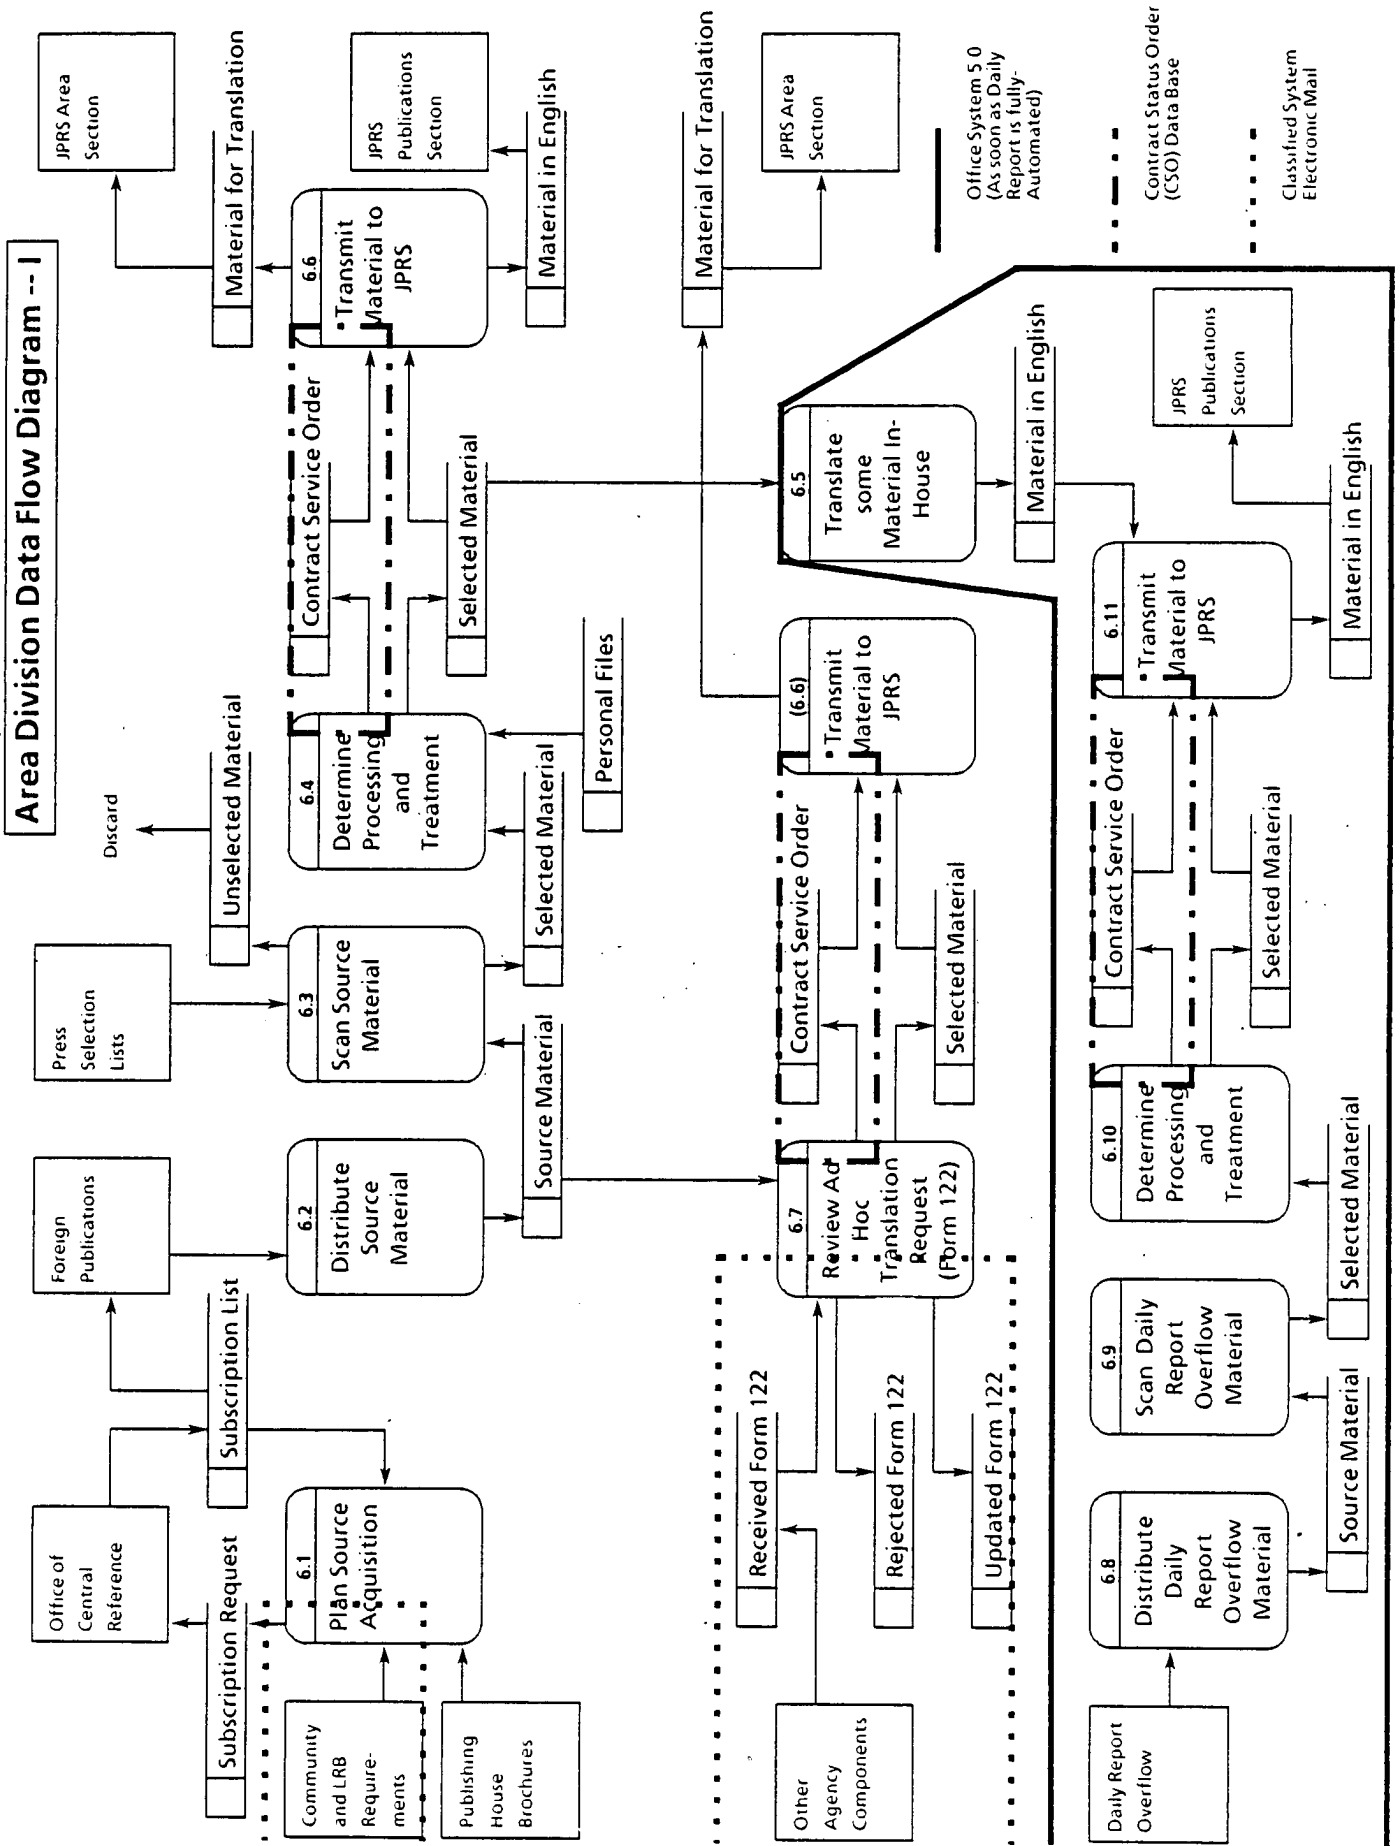 Area Division Data Flow Diagram -- I
Office of
Central
Reference
Foreign
Publications
Press
Selection
Lists
Discard
JPRS Area
Section
Subscription Request
Subscription List
Unselected Material
Material for Translation
Community
and LRB
Require-
ments
Publishing
House
Brochures
6.1
Plan Source
Acquisition
6.2
Distribute
Source
Material
6.3
Scan Source
Material
6.4
Determine
Processing
and
Treatment
Contract Service Order
Selected Material
6.6
Transmit
Material to
JPRS
JPRS
Publications
Section
Source Material
Selected Material
Personal Files
Material in English
Other
Agency
Components
Received Form 122
Rejected Form 122
Updated Form 122
6.7
Review Ad
Hoc
Translation
Request
(Form 122)
Contract Service Order
Selected Material
(6.6)
Transmit
Material to
JPRS
6.5
Translate
some
Material In-
House
Material for Translation
JPRS Area
Section
Material in English
Daily Report
Overflow
6.8
Distribute
Daily
Report
Overflow
Material
Source Material
6.9
Scan Daily
Report
Overflow
Material
Selected Material
6.10
Determine
Processing
and
Treatment
Contract Service Order
Selected Material
6.11
Transmit
Material to
JPRS
Material in English
JPRS
Publications
Section
Office System 5 0
(As soon as Daily
Report is fully-
Automated)
Contract Status Order
(CSO) Data Base
Classified System
Electronic Mail